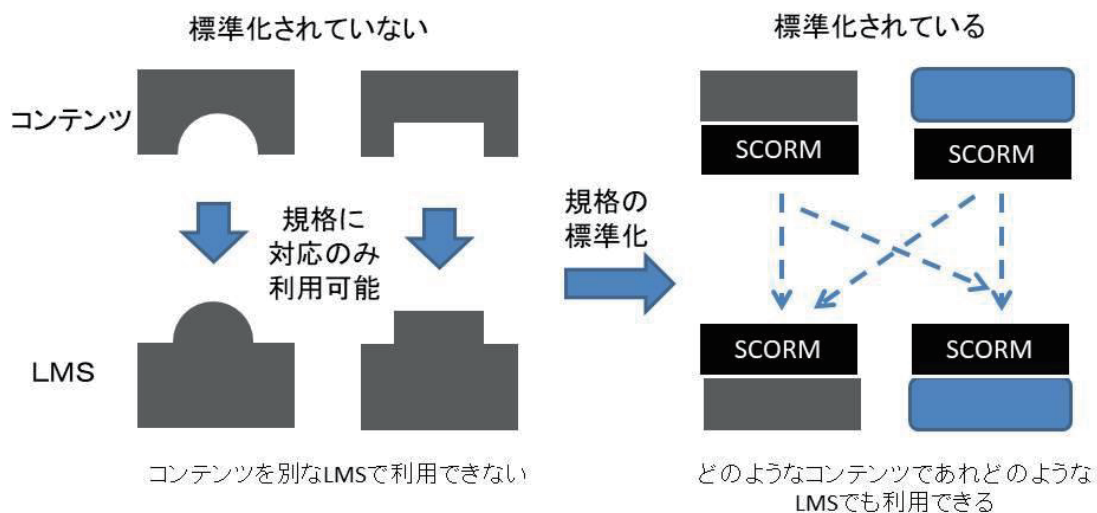 標準化されていない
標準化されている
コンテンツ
SCORM
SCORM
規格に
対応のみ
利用可能
規格の
標準化
LMS
SCORM
SCORM
コンテンツを別なLMSで利用できない
どのようなコンテンツであれどのような
LMSでも利用できる